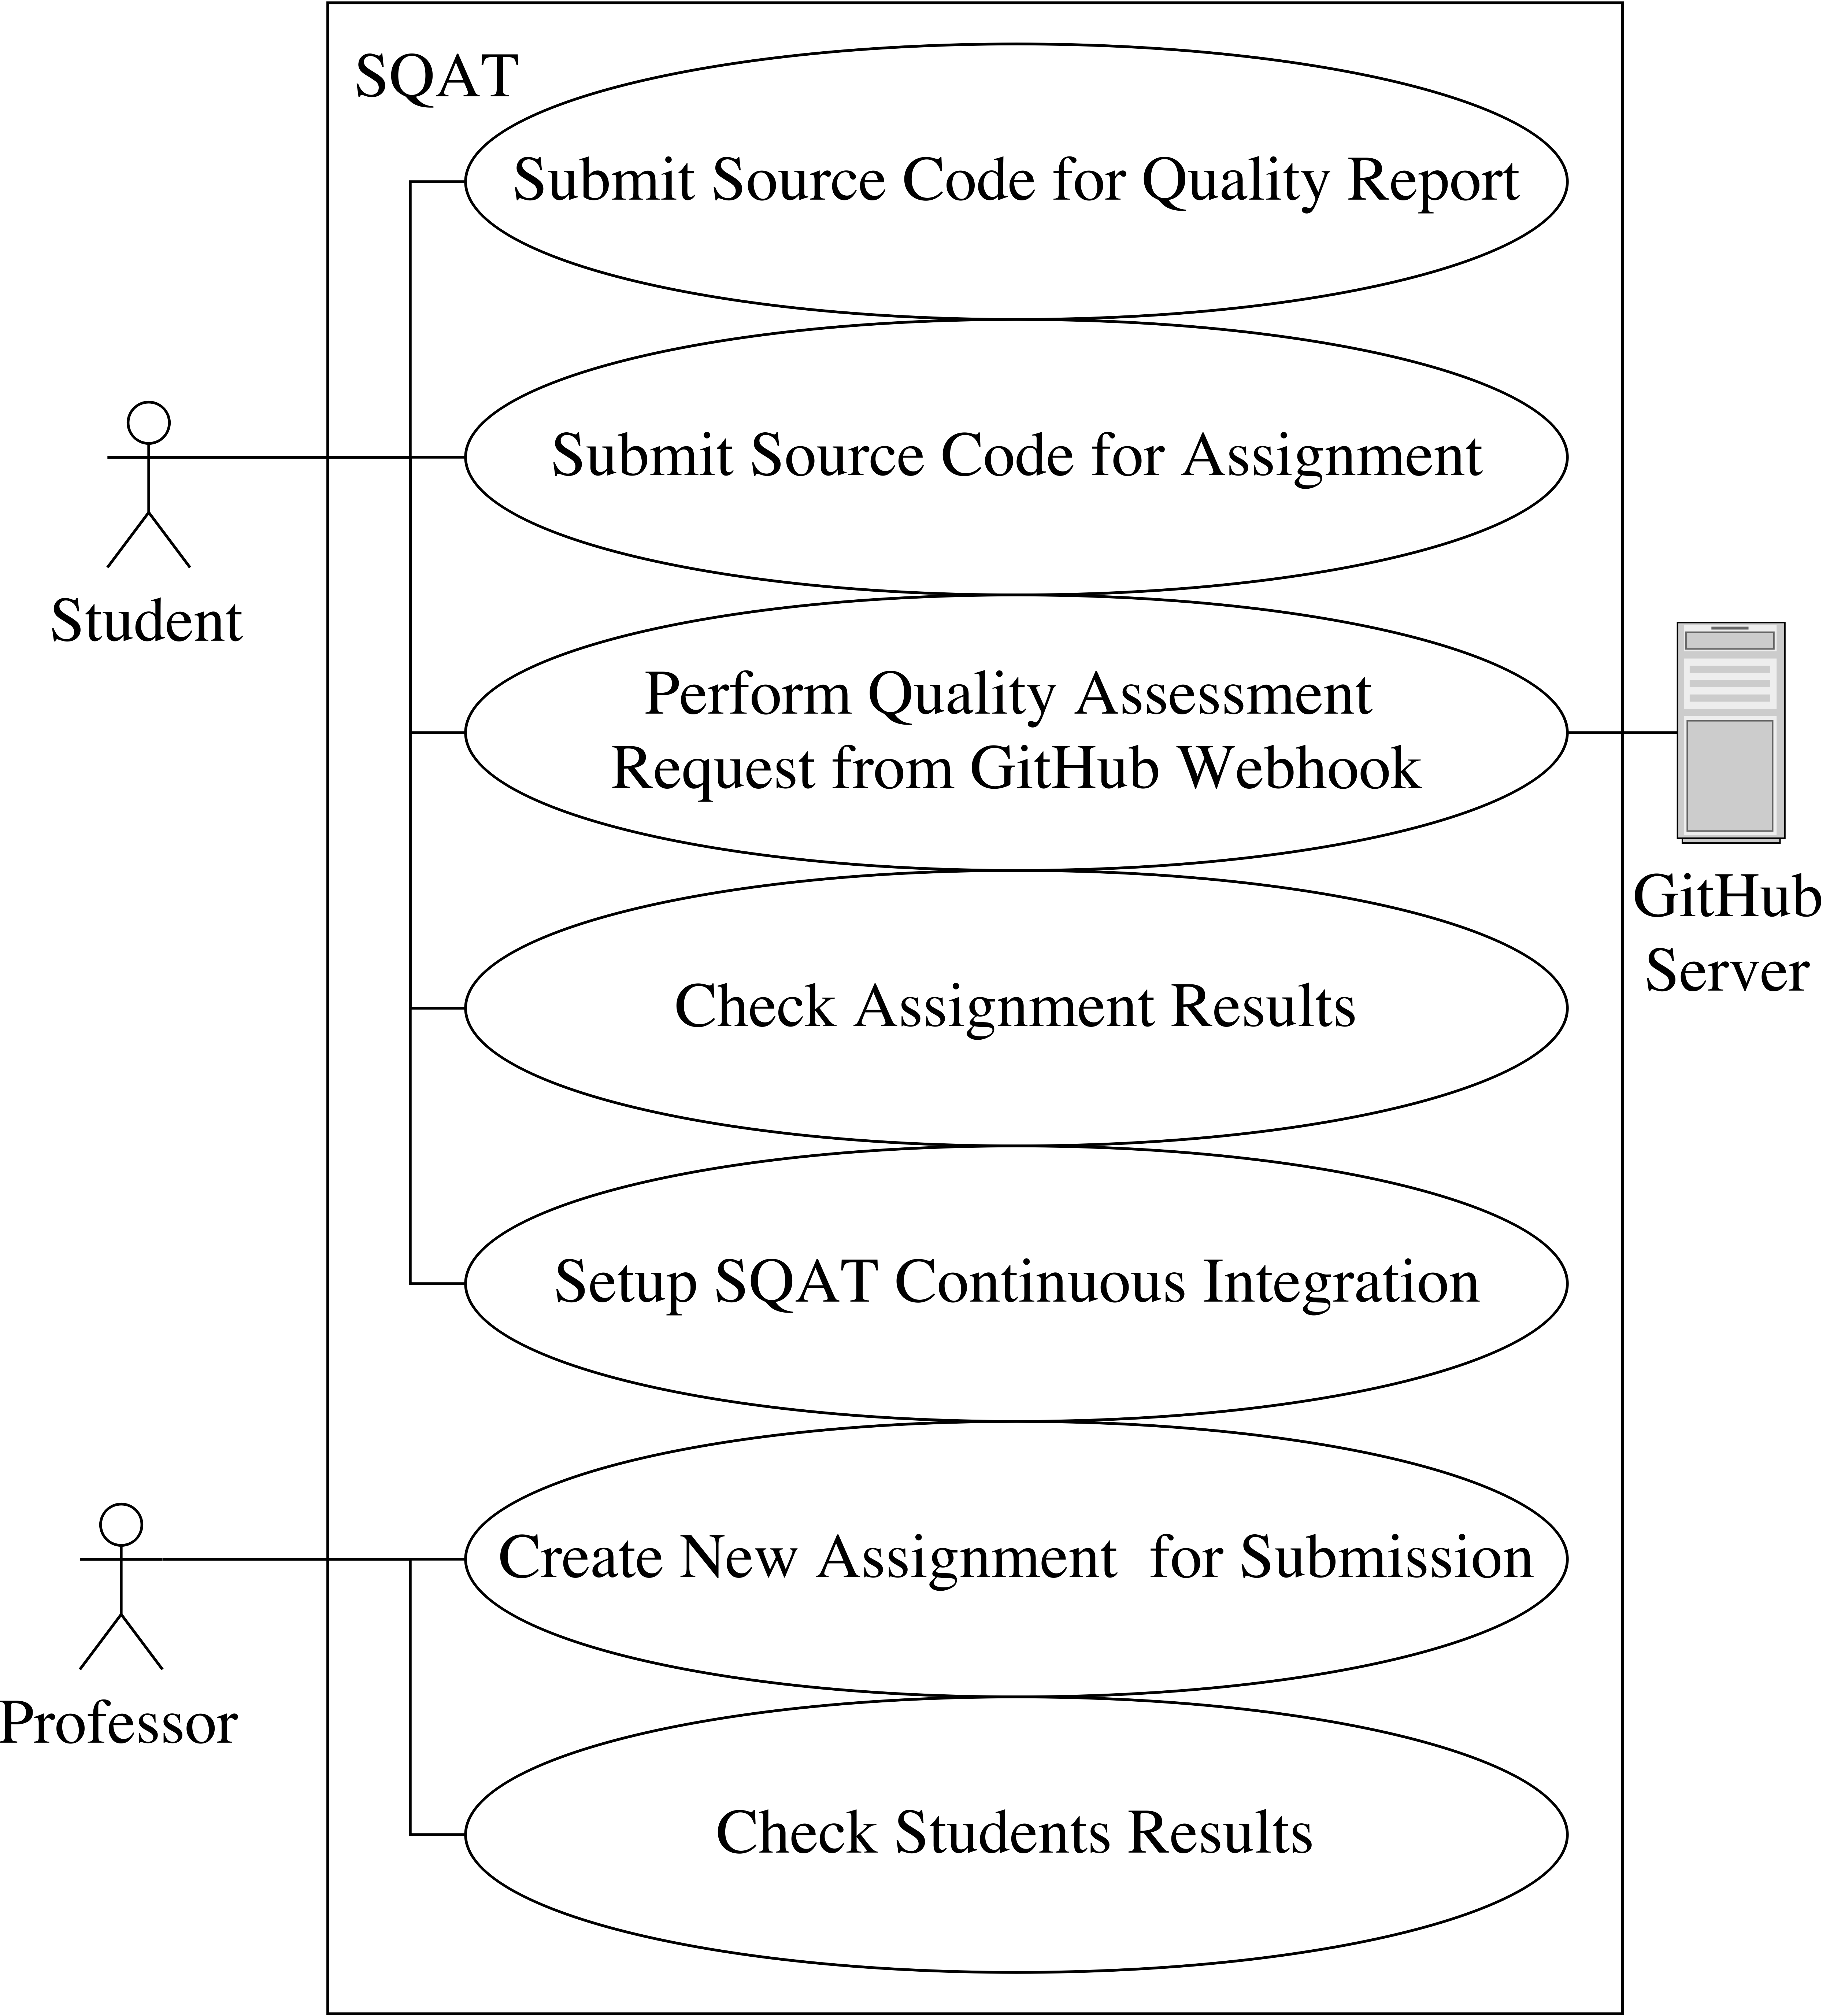 SQAT
Submit Source Code for Quality Report
Submit Source Code for Assignment
Student
Perform Quality Assessment
Request from GitHub Webhook
GitHub
Server
Check Assignment Results
Setup SQAT Continuous Integration
Create New Assignment  for Submission
Professor
Check Students Results